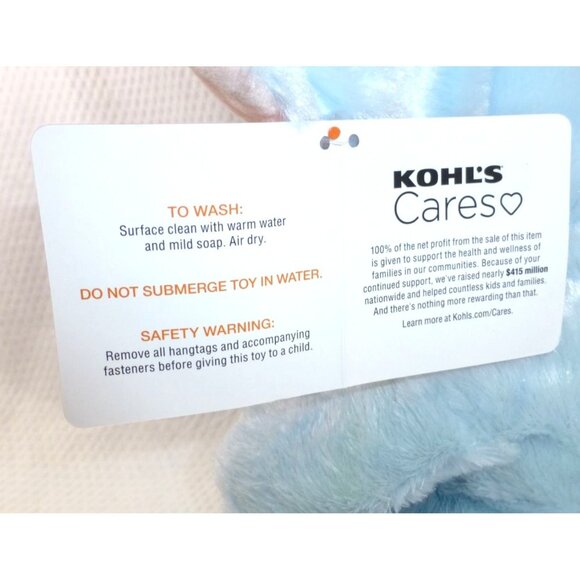 TO WASH:
Surface clean with warm water
and mild soap. Air dry.
DO NOT SUBMERGE TOY IN WATER.
SAFETY WARNING:
Remove all hangtags and accompanying
fasteners before giving this toy to a child.
KOHL'S
Cares
100% of the net profit from the sale of this item
is given to support the health and wellness of
families in our communities. Because of your
continued support, we've raised nearly $415 million
nationwide and helped countless kids and families.
And there's nothing more rewarding than that.
Learn more at Kohls.com/Cares.